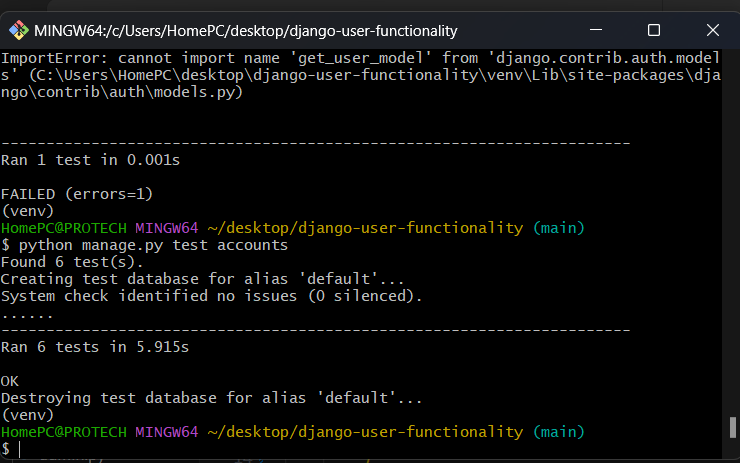 MINGW64:/c/Users/HomePC/desktop/django-user-functionality
ImportError: cannot import name 'get_user_model' from 'django.contrib.auth.model
s' (C:\Users\HomePC\desktop\django-user-functionality\venv\Lib\site-packages\dja
ngo\contrib\auth\models.py)
----------------------------------------------------------------------
Ran 1 test in 0.001s
FAILED (errors=1)
(venv)
HomePC@PROTECH MINGW64 ~/desktop/django-user-functionality (main)
$ python manage.py test accounts
Found 6 test(s).
Creating test database for alias 'default'...
System check identified no issues (0 silenced).
......
----------------------------------------------------------------------
Ran 6 tests in 5.915s
OK
Destroying test database for alias 'default'...
(venv)
HomePC@PROTECH MINGW64 ~/desktop/django-user-functionality (main)
$